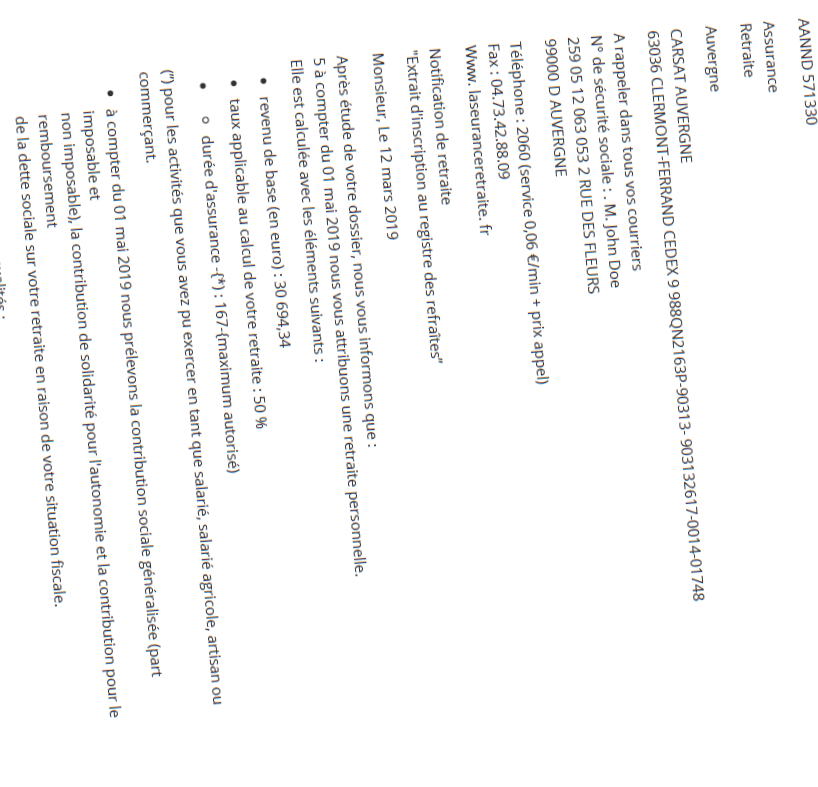 AANND 571330
Assurance
Retraite
Auvergne
CARSAT AUVERGNE
63036 CLERMONT-FERRAND CEDEX 9 988QN2163P-90313- 903132617-0014-01748
A rappeler dans tous vos courriers
N° de sécurité sociale : . M. John Doe
259 05 12 063 053 2 RUE DES FLEURS
99000 D AUVERGNE
Téléphone : 2060 (service 0,06 €/min + prix appel)
Fax : 04.73.42.88.09
Www. laseuranceretraite. fr
Notification de retraite
"Extrait d'inscription au registre des refraîtes"
Monsieur, Le 12 mars 2019
Après étude de votre dossier, nous vous informons que :
5 à compter du 01 mai 2019 nous vous attribuons une retraite personnelle.
Elle est calculée avec les éléments suivants :
• revenu de base (en euro) : 30 694,34
• taux applicable au calcul de votre retraite : 50 %
• o durée d'assurance -(*) : 167-(maximum autorisé)
(") pour les activités que vous avez pu exercer en tant que salarié, salarié agricole, artisan ou
commerçant.
• à compter du 01 mai 2019 nous prélevons la contribution sociale généralisée (part
imposable et
non imposable), la contribution de solidarité pour l'autonomie et la contribution pour le
remboursement
de la dette sociale sur votre retraite en raison de votre situation fiscale.